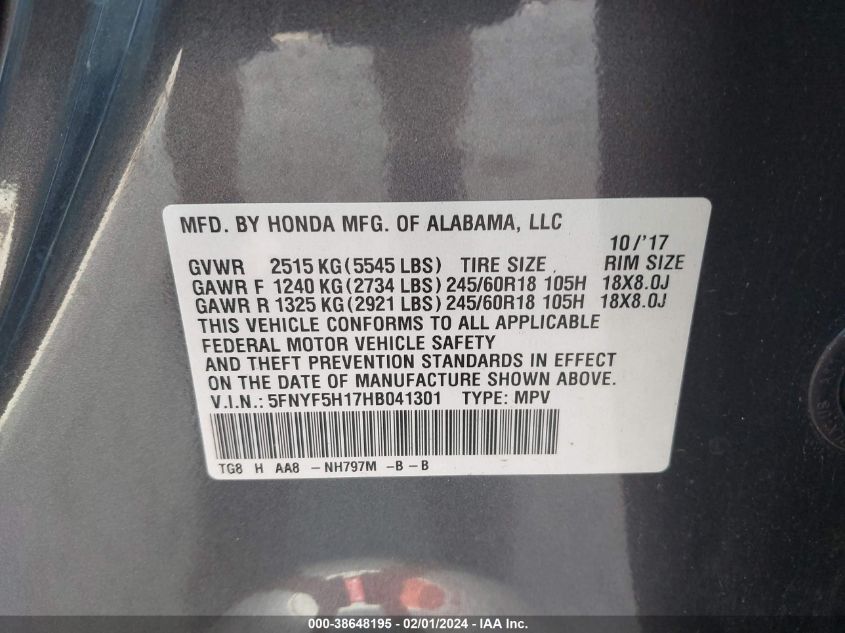 MFD. BY HONDA MFG. OF ALABAMA, LLC
10/'17
GVWR 2515 KG(5545 LBS) TIRE SIZE RIM SIZE
GAWR F 1240 KG(2734 LBS) 245/60R18 105H 18X8.0J
GAWR R 1325 KG(2921 LBS) 245/60R18 105H 18X8.0J
THIS VEHICLE CONFORMS TO ALL APPLICABLE
FEDERAL MOTOR VEHICLE SAFETY
AND THEFT PREVENTION STANDARDS IN EFFECT
ON THE DATE OF MANUFACTURE SHOWN ABOVE.
V.I.N.: 5FNYF5H17HB041301 TYPE: MPV
TG8 H AA8 -NH797M -B-B
000-38648195 - 02/01/2024 - IAA Inc.